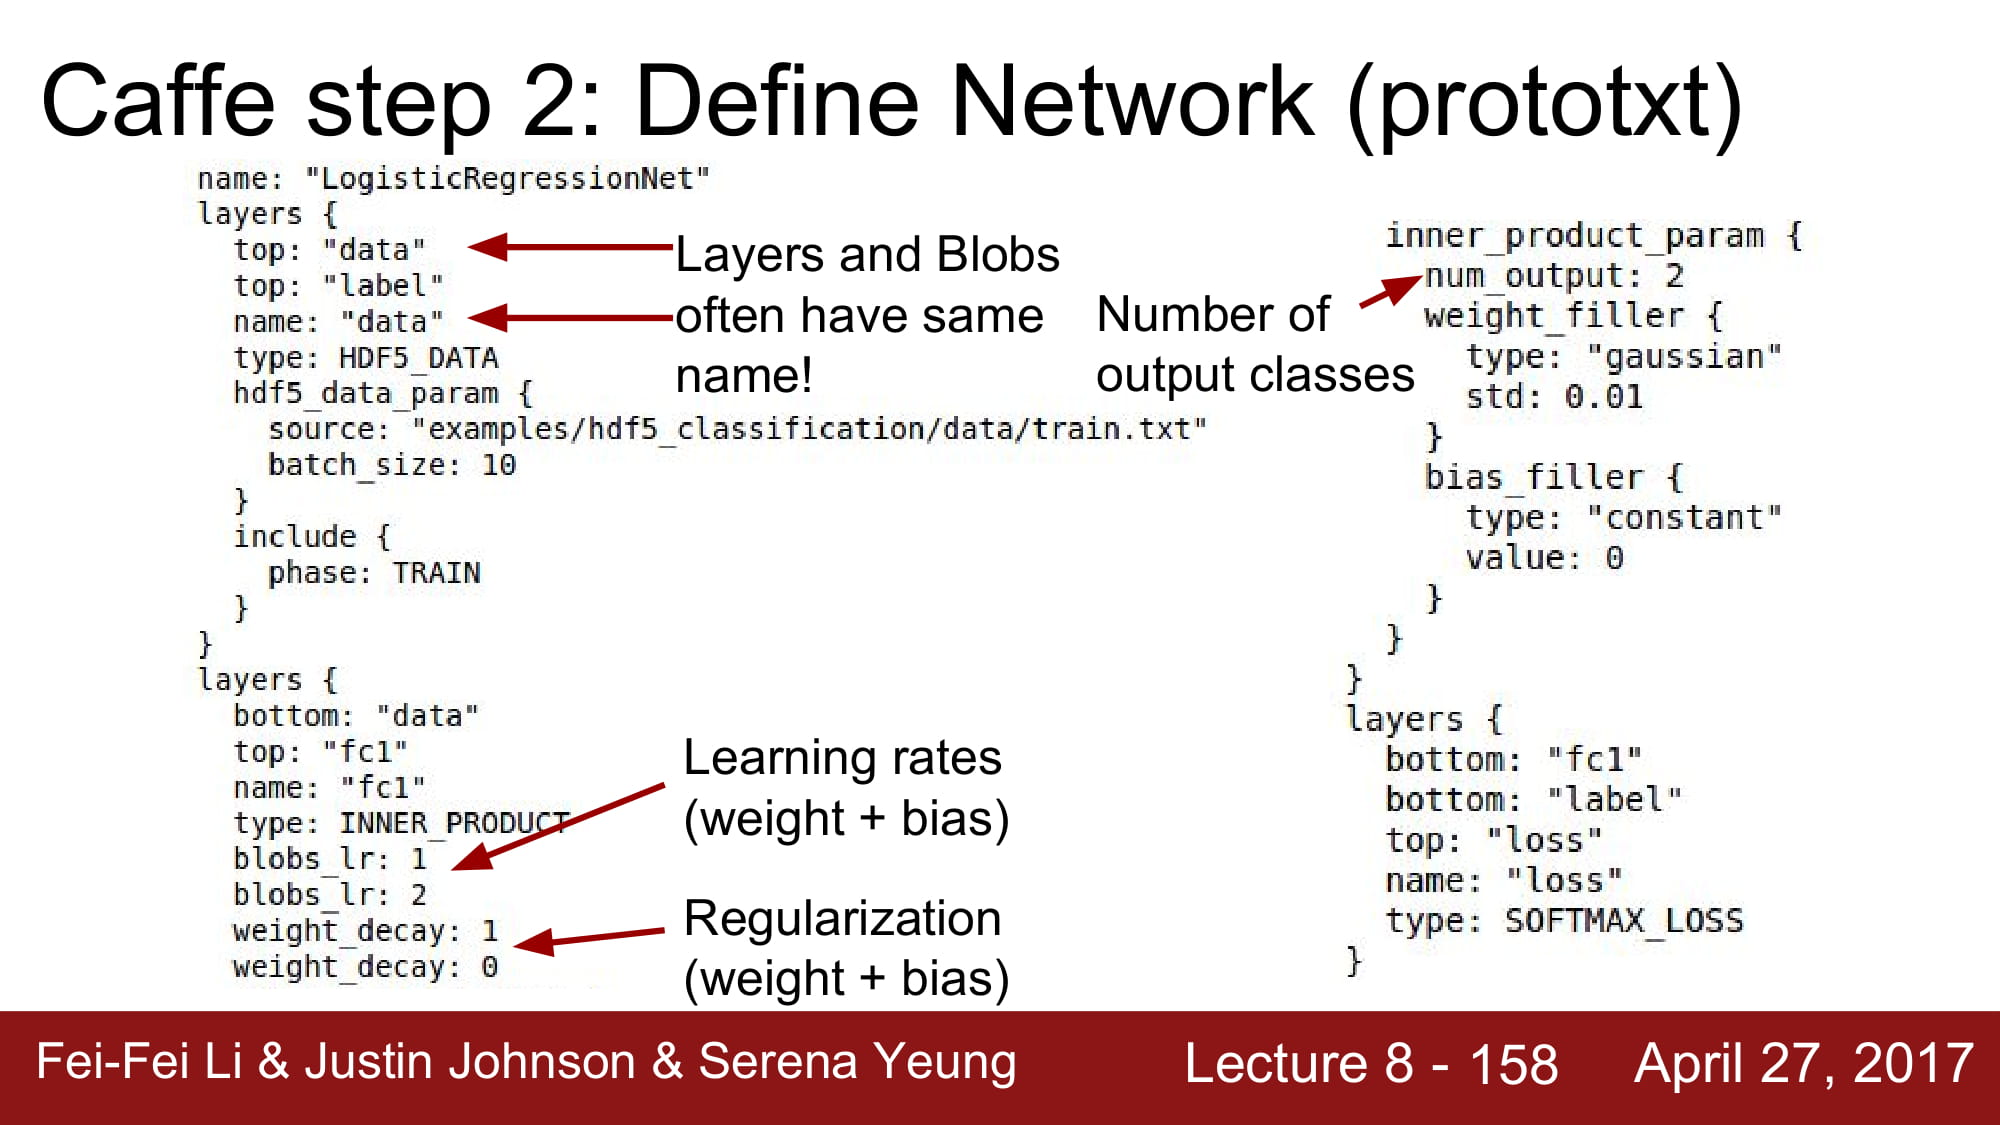 Caffe step 2: Define Network (prototxt)
name: "LogisticRegressionNet"
layers {
  top: "data"
  top: "label"
  name: "data"
  type: HDF5_DATA
  hdf5_data_param {
    source: "examples/hdf5_classification/data/train.txt"
    batch_size: 10
  }
  include {
    phase: TRAIN
  }
}
layers {
  bottom: "data"
  top: "fc1"
  name: "fc1"
  type: INNER_PRODUCT
  blobs_lr: 1
  blobs_lr: 2
  weight_decay: 1
  weight_decay: 0
Layers and Blobs
often have same
name!
Learning rates
(weight + bias)
Regularization
(weight + bias)
Number of
output classes
  inner_product_param {
    num_output: 2
    weight_filler {
      type: "gaussian"
      std: 0.01
    }
    bias_filler {
      type: "constant"
      value: 0
    }
  }
}
layers {
  bottom: "fc1"
  bottom: "label"
  top: "loss"
  name: "loss"
  type: SOFTMAX_LOSS
}
Fei-Fei Li & Justin Johnson & Serena Yeung
Lecture 8 - 158
April 27, 2017